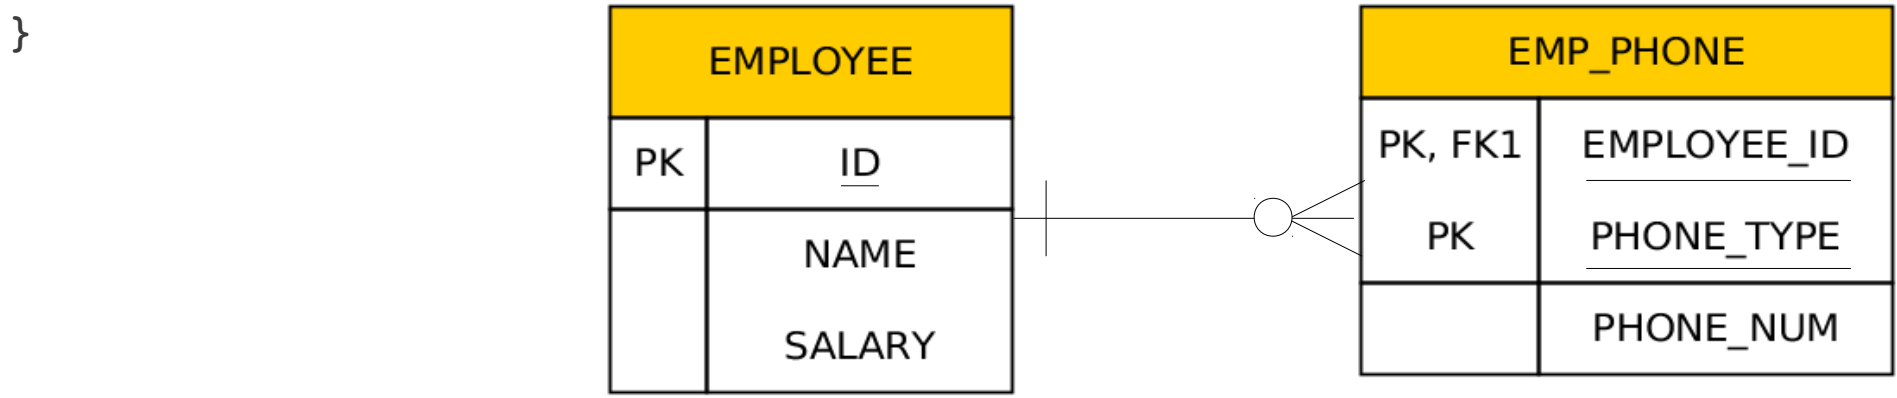 }
EMPLOYEE
PK ID
NAME
SALARY
EMP_PHONE
PK, FK1 EMPLOYEE_ID
PK PHONE_TYPE
PHONE_NUM